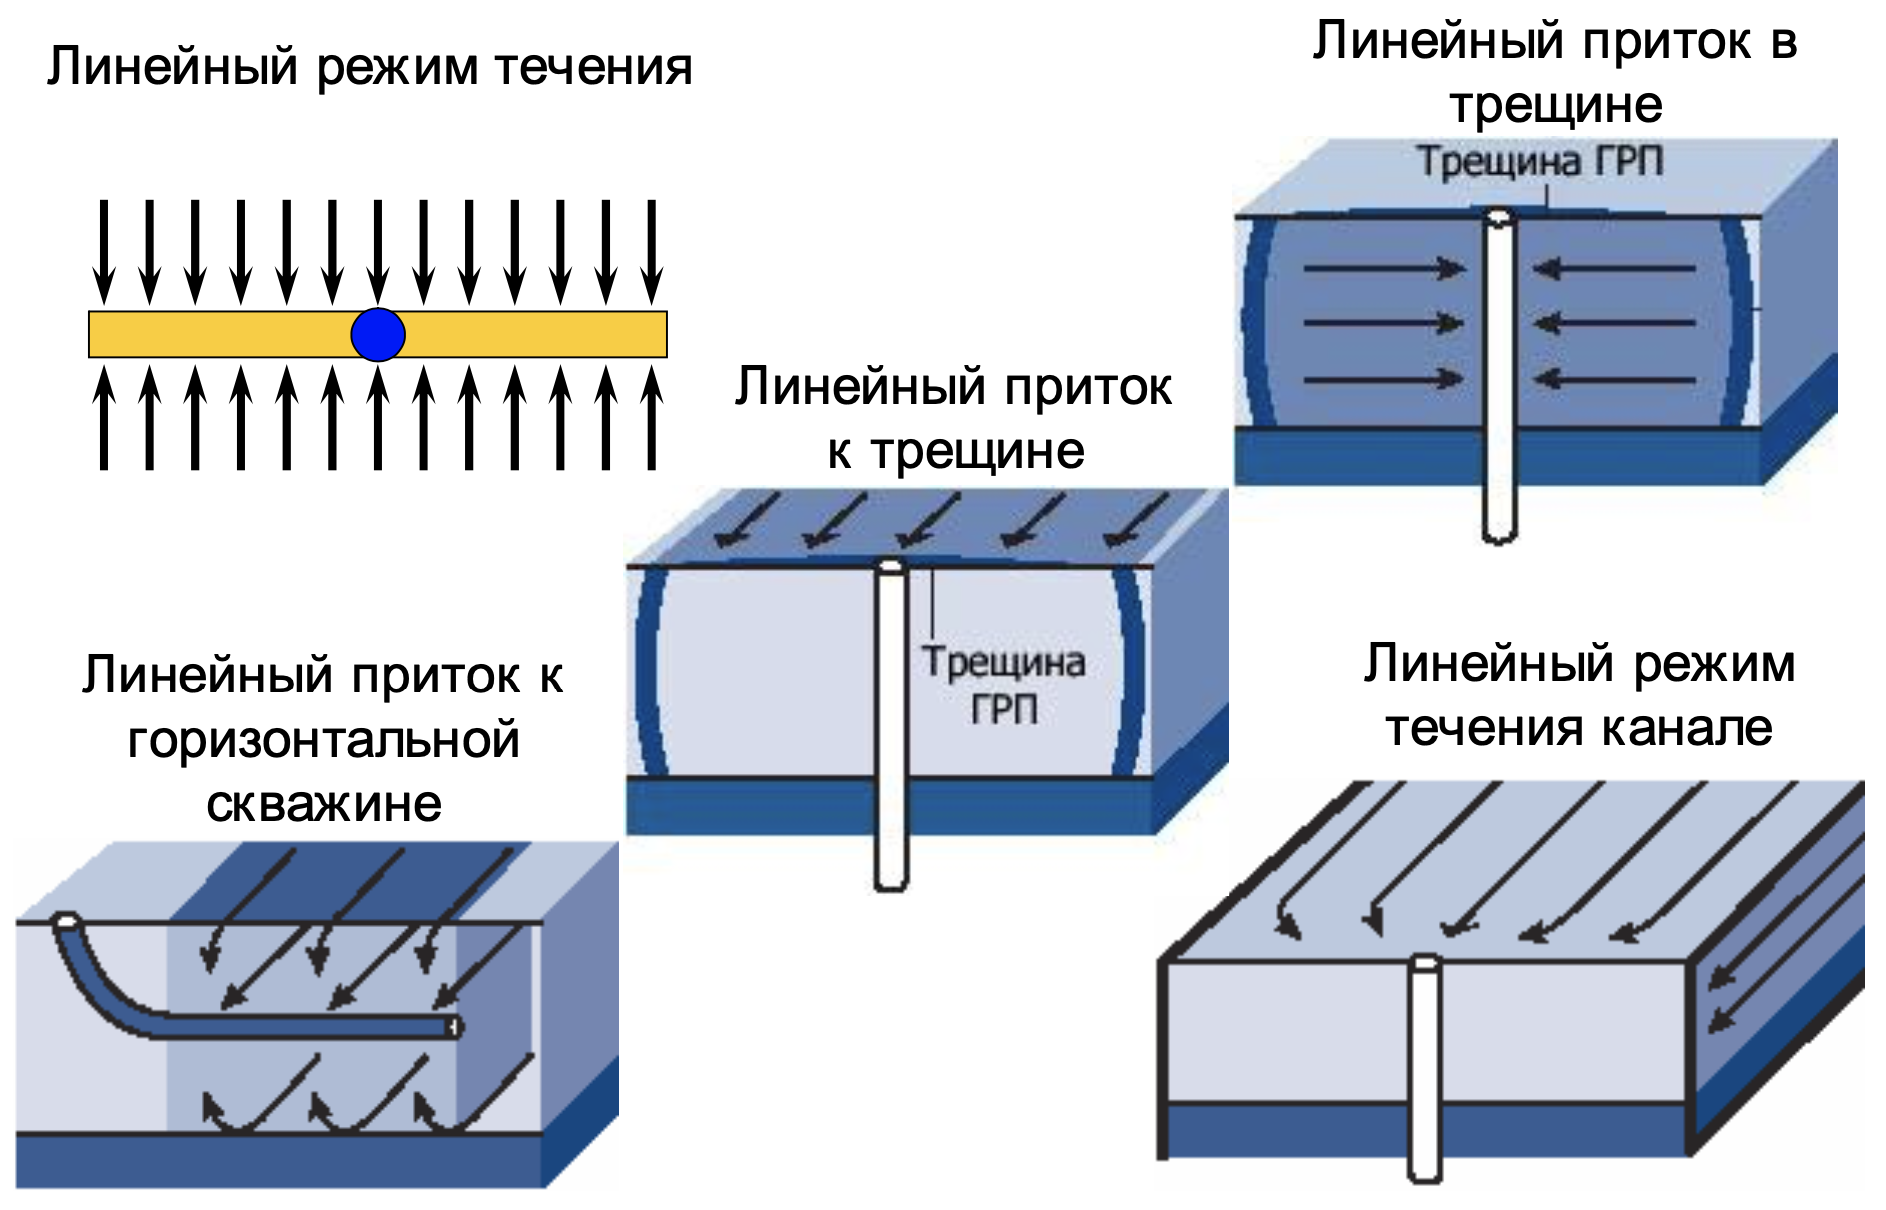 Линейный режим течения
Линейный приток в
трещине
Трещина ГРП
Линейный приток
к трещине
Трещина
ГРП
Линейный приток к
горизонтальной
скважине
Линейный режим
течения канале